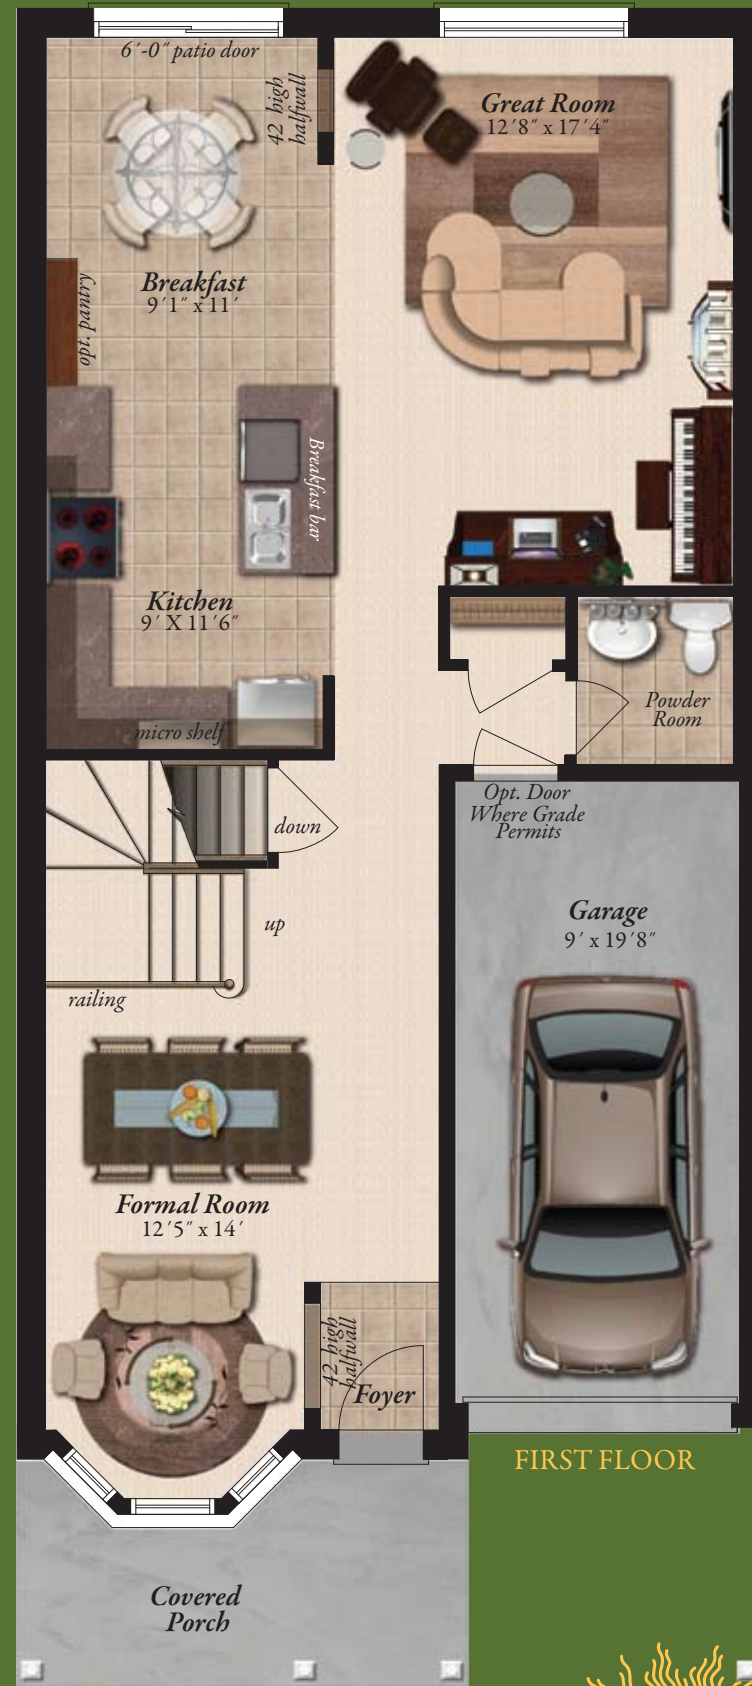 6'-0" patio door
42 high
halfwall
Great Room
12'8" x 17'4"
Breakfast
9'1" x 11'
opt. pantry
Breakfast bar
Kitchen
9' X 11'6"
micro shelf
Powder
Room
Opt. Door
Where Grade
Permits
down
up
railing
Garage
9' x 19'8"
Formal Room
12'5" x 14'
42 high
halfwall
Foyer
FIRST FLOOR
Covered
Porch